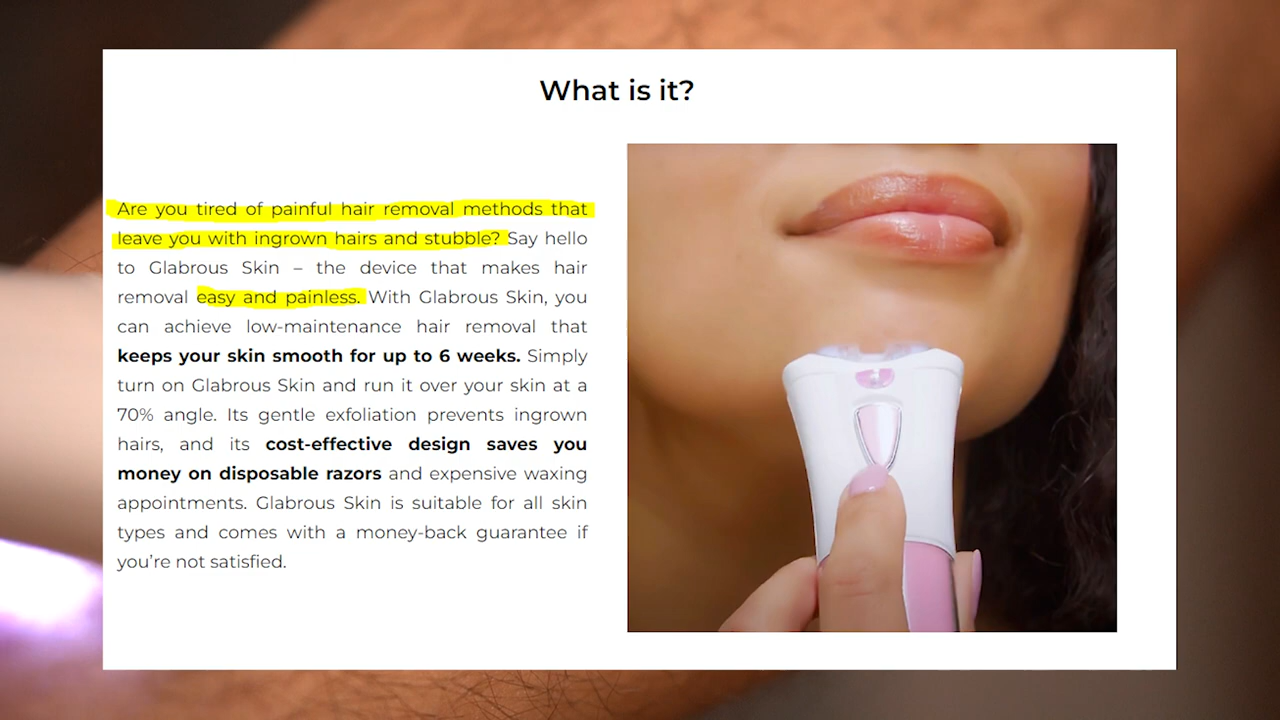 What is it?
Are you tired of painful hair removal methods that
leave you with ingrown hairs and stubble? Say hello
to Glabrous Skin – the device that makes hair
removal easy and painless. With Glabrous Skin, you
can achieve low-maintenance hair removal that
keeps your skin smooth for up to 6 weeks. Simply
turn on Glabrous Skin and run it over your skin at a
70% angle. Its gentle exfoliation prevents ingrown
hairs, and its cost-effective design saves you
money on disposable razors and expensive waxing
appointments. Glabrous Skin is suitable for all skin
types and comes with a money-back guarantee if
you’re not satisfied.